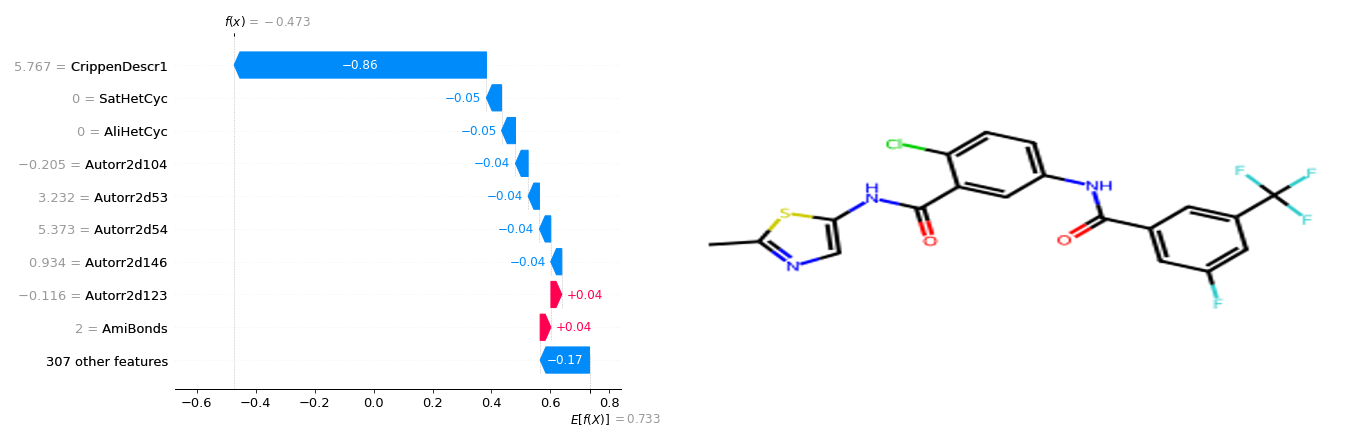 f(x) = −0.473
5.767 = CrippenDescr1
−0.86
0 = SatHetCyc
−0.05
0 = AliHetCyc
−0.05
−0.205 = Autorr2d104
−0.04
3.232 = Autorr2d53
−0.04
5.373 = Autorr2d54
−0.04
0.934 = Autorr2d146
−0.04
−0.116 = Autorr2d123
+0.04
2 = AmiBonds
+0.04
307 other features
−0.17
−0.6 −0.4 −0.2 0.0 0.2 0.4 0.6 0.8
E[f(X)] = 0.733
Cl
H
N
S
N
O
NH
O
F
F
F
F